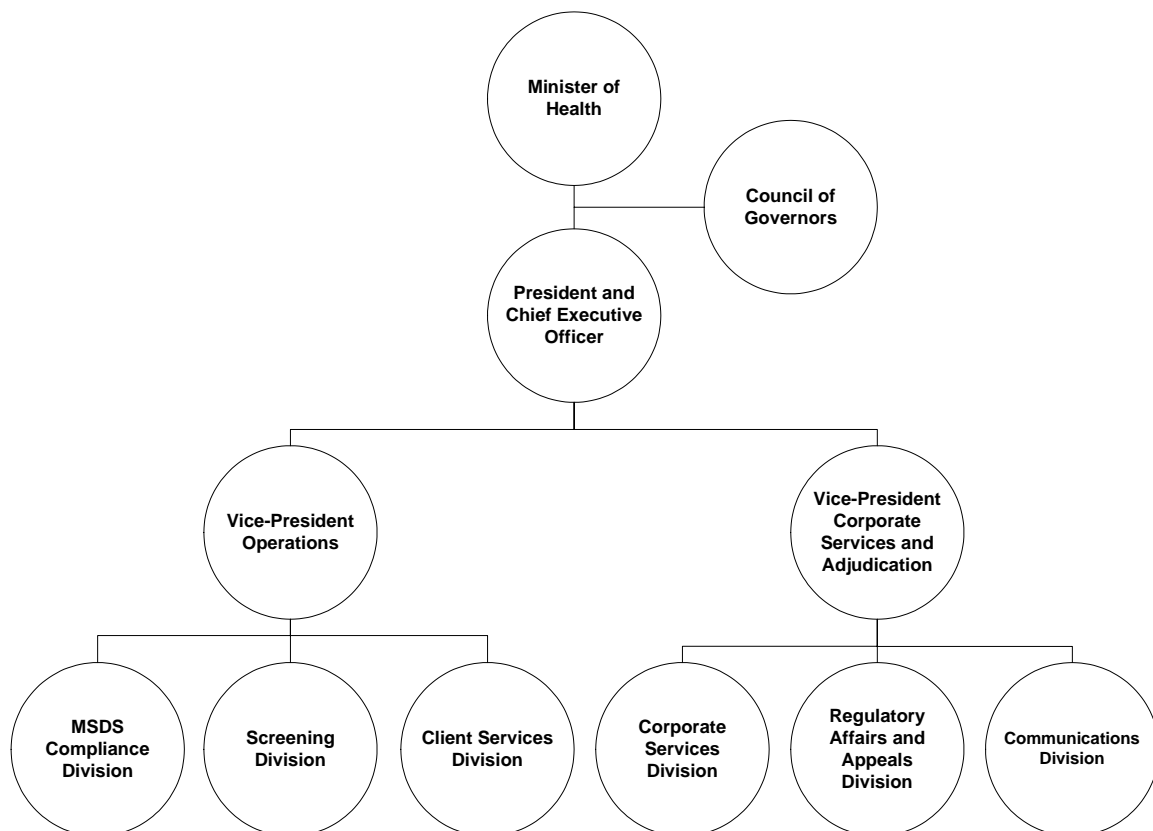 Minister of
Health
Council of
Governors
President and
Chief Executive
Officer
Vice-President
Operations
Vice-President
Corporate
Services and
Adjudication
MSDS
Compliance
Division
Screening
Division
Client Services
Division
Corporate
Services
Division
Regulatory
Affairs and
Appeals
Division
Communications
Division